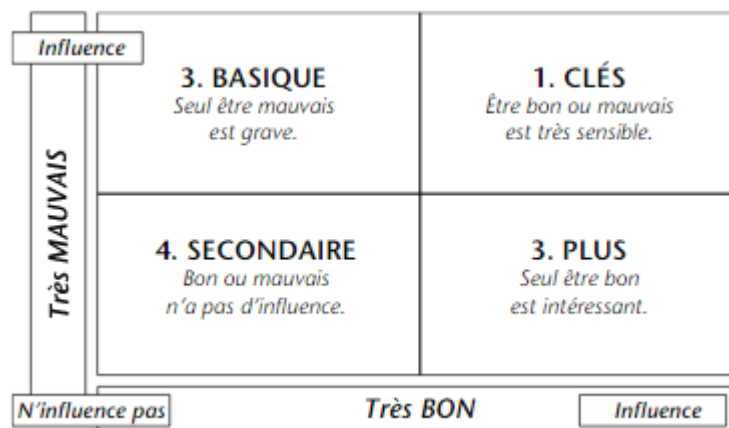 Influence
3. BASIQUE
Seul être mauvais
est grave.
1. CLÉS
Être bon ou mauvais
est très sensible.
Très MAUVAIS
4. SECONDAIRE
Bon ou mauvais
n'a pas d'influence.
3. PLUS
Seul être bon
est intéressant.
N'influence pas
Très BON
Influence